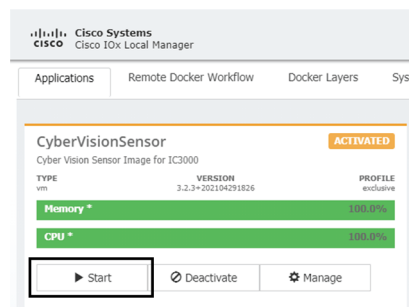 Cisco Systems
CISCO Cisco IOx Local Manager
Applications Remote Docker Workflow Docker Layers Sys
CyberVisionSensor ACTIVATED
Cyber Vision Sensor Image for IC3000
TYPE VERSION PROFILE
vm 3.2.3+202104291826 exclusive
Memory * 100.0%
CPU * 100.0%
Start Deactivate Manage